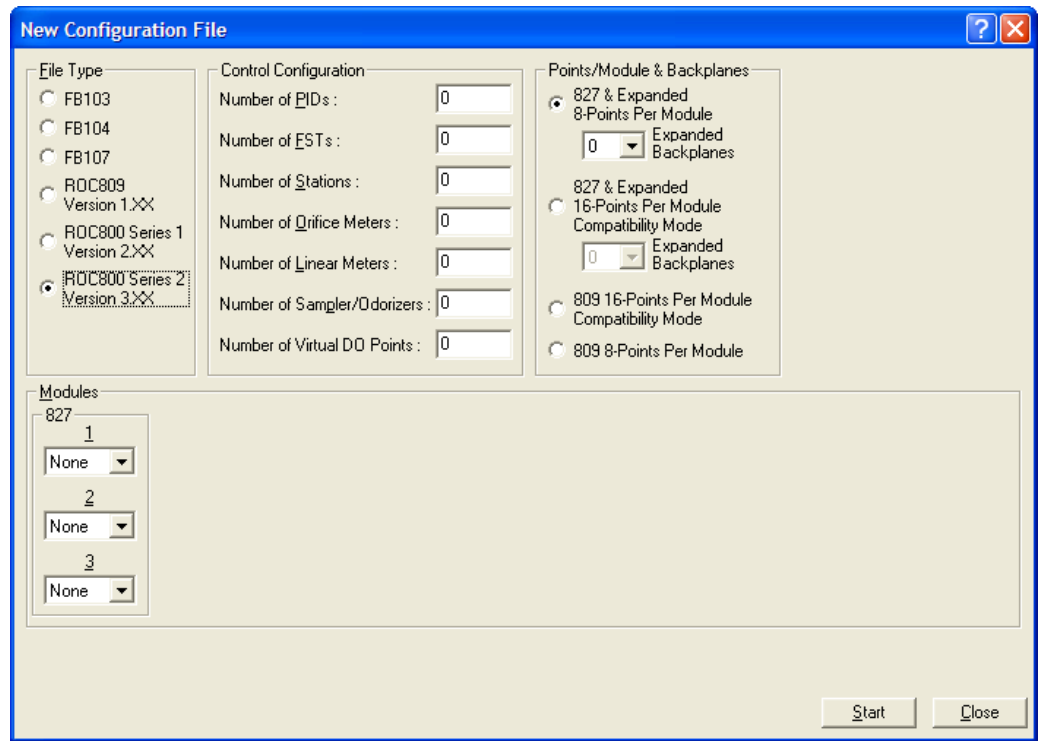 New Configuration File
File Type
FB103
FB104
FB107
ROC809
Version 1.XX
ROC800 Series 1
Version 2.XX
ROC800 Series 2
Version 3.XX
Control Configuration
Number of PIDs :
0
Number of FSTs :
0
Number of Stations :
0
Number of Orifice Meters :
0
Number of Linear Meters :
0
Number of Sampler/Odorizers :
0
Number of Virtual DO Points :
0
Points/Module & Backplanes
827 & Expanded
8-Points Per Module
0
Expanded
Backplanes
827 & Expanded
16-Points Per Module
Compatibility Mode
0
Expanded
Backplanes
809 16-Points Per Module
Compatibility Mode
809 8-Points Per Module
Modules
827
1
None
2
None
3
None
Start
Close